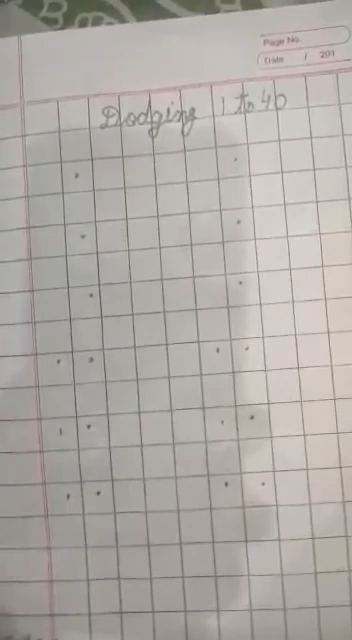 Page No.
Date / 201
Dodging 1 to 40